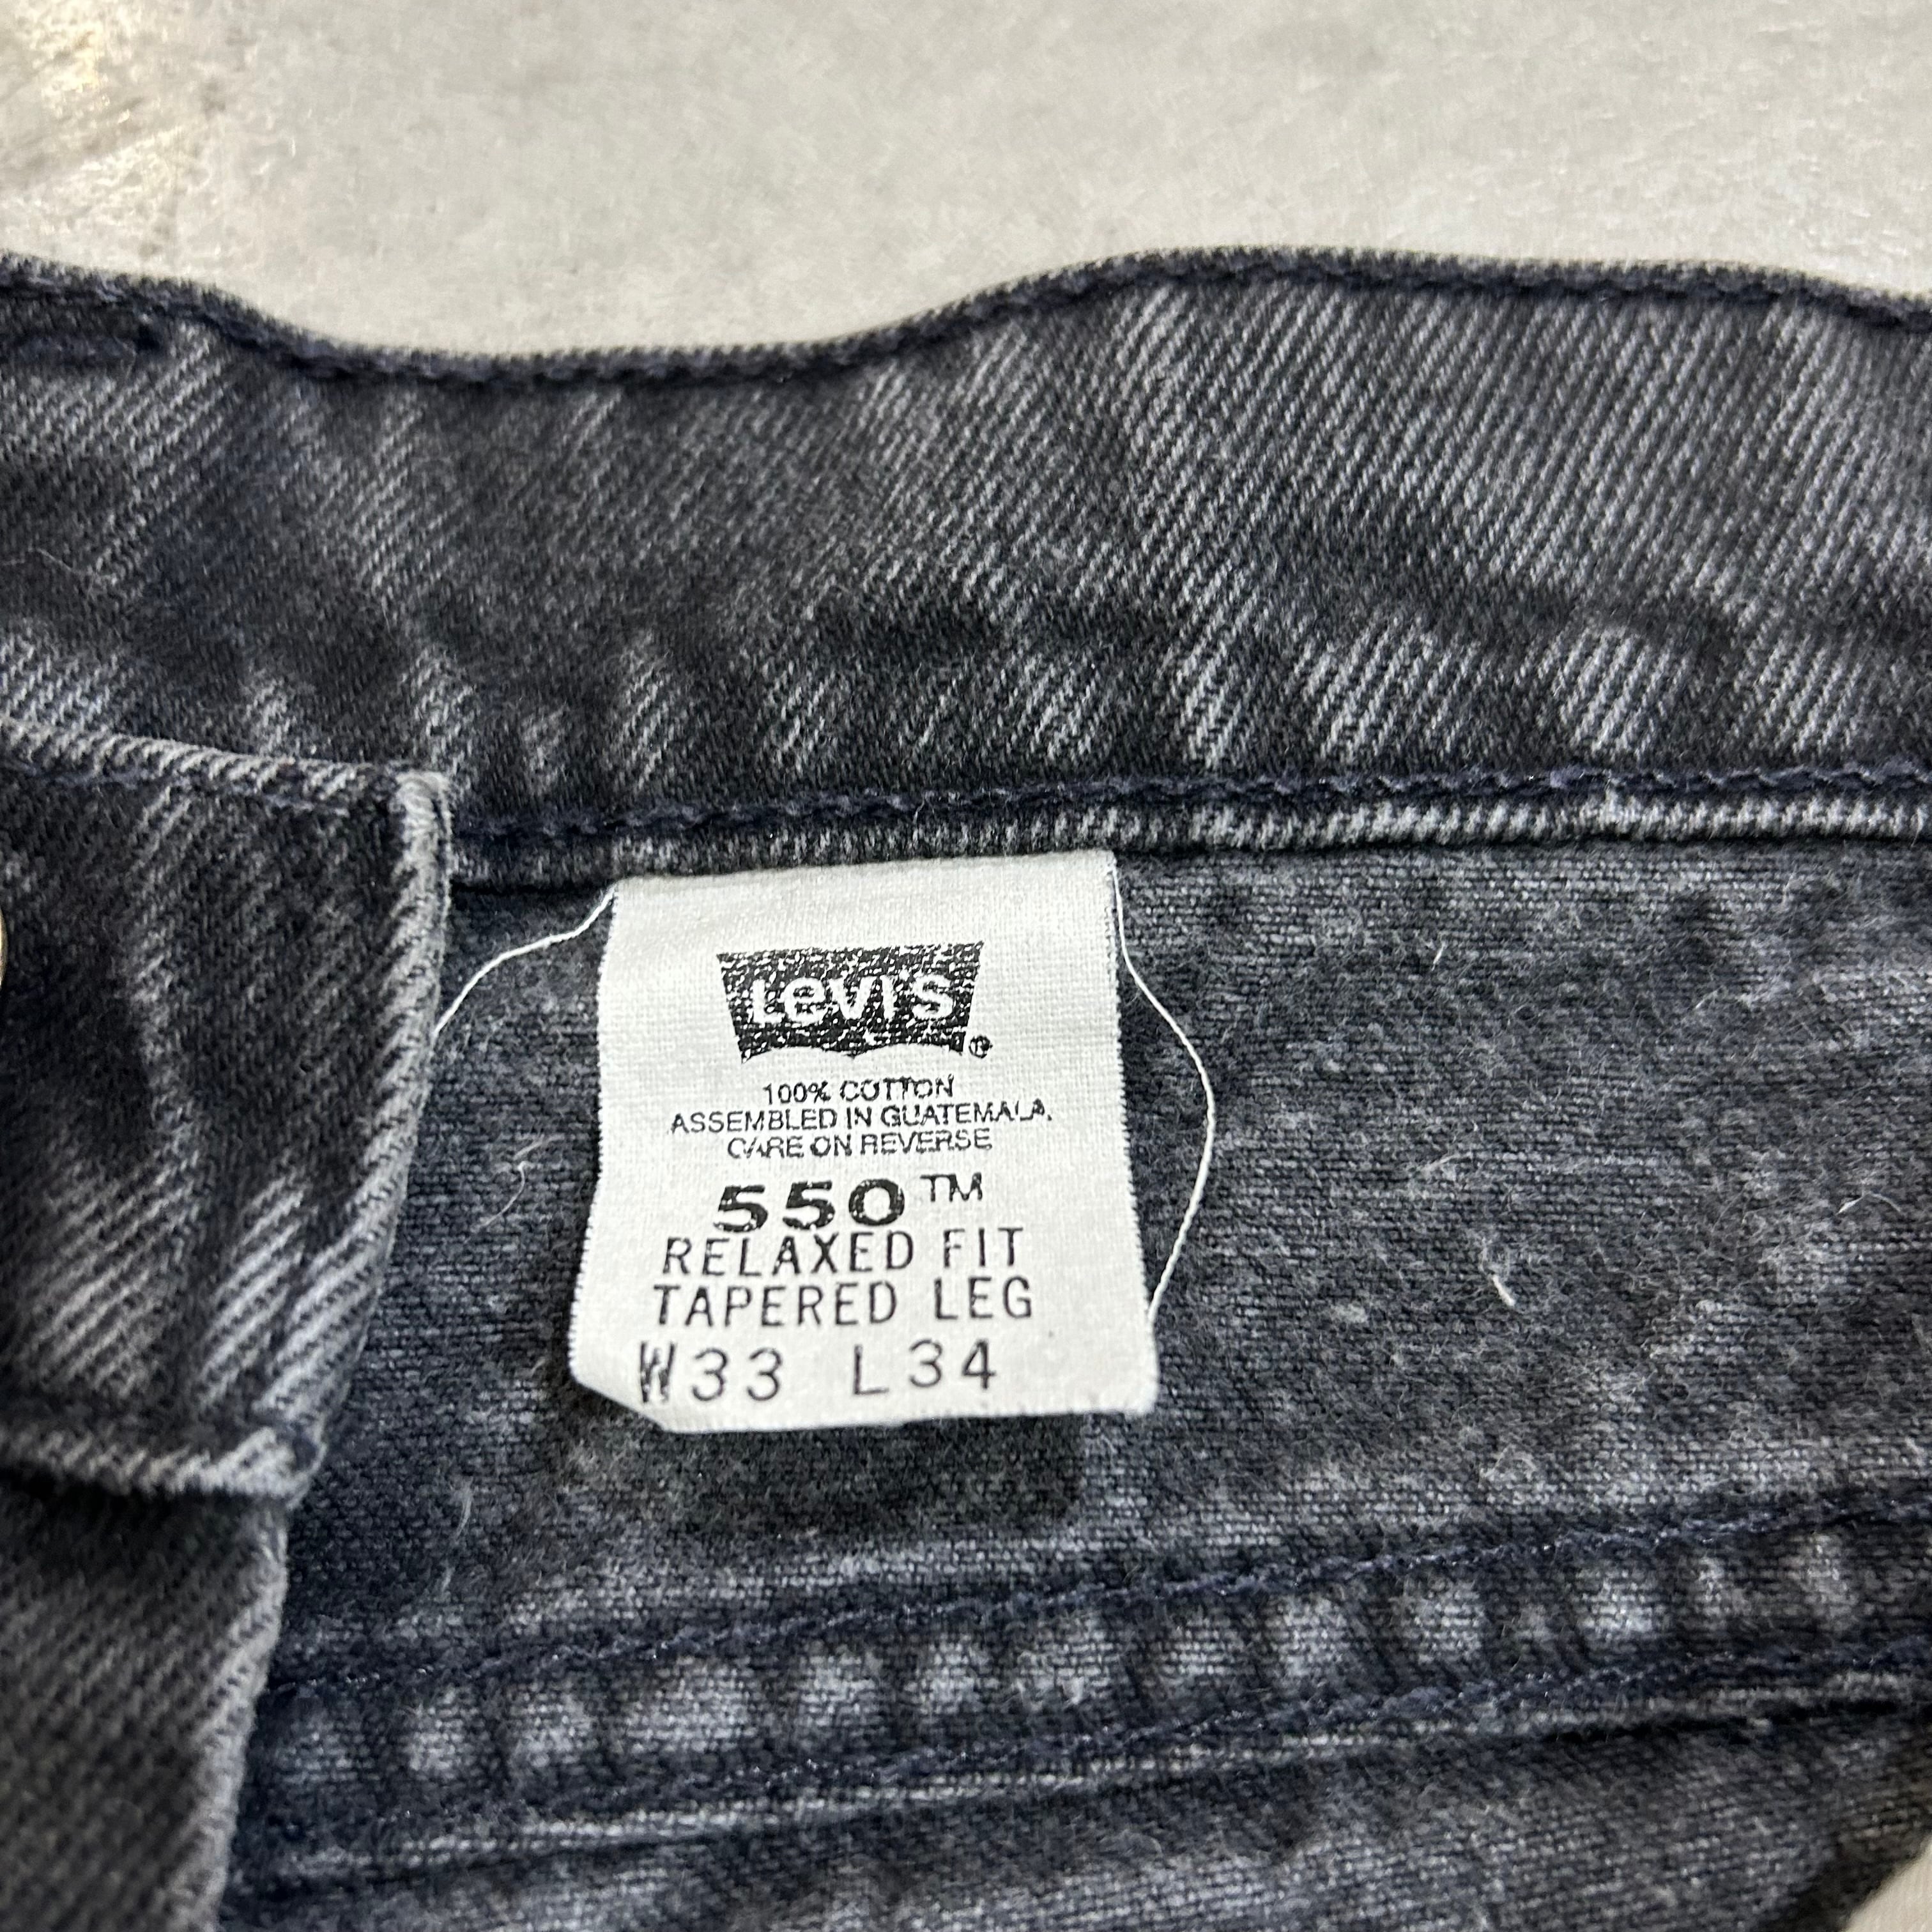 LEVI'S ®
100% COTTON
ASSEMBLED IN GUATEMALA.
CARE ON REVERSE
550™
RELAXED FIT
TAPERED LEG
W33 L34